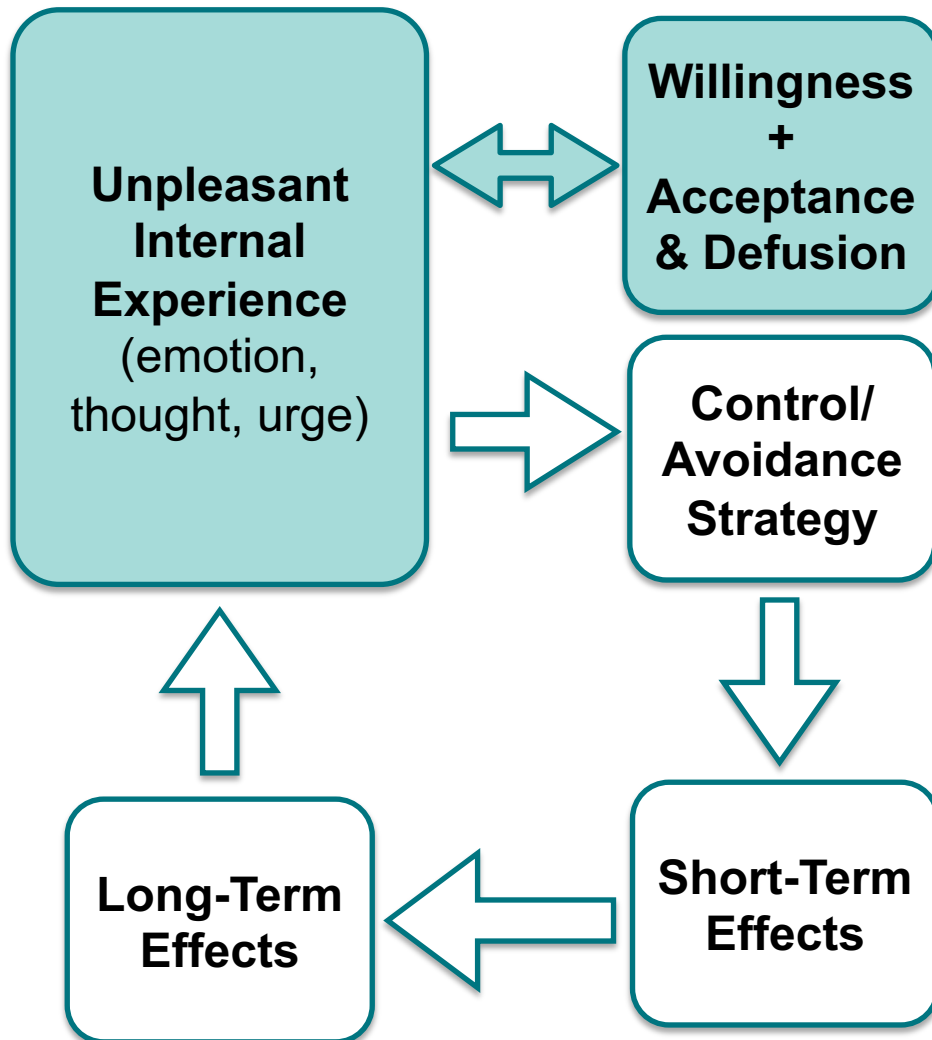 Unpleasant
Internal
Experience
(emotion,
thought, urge)
Willingness
+
Acceptance
& Defusion
Control/
Avoidance
Strategy
Short-Term
Effects
Long-Term
Effects